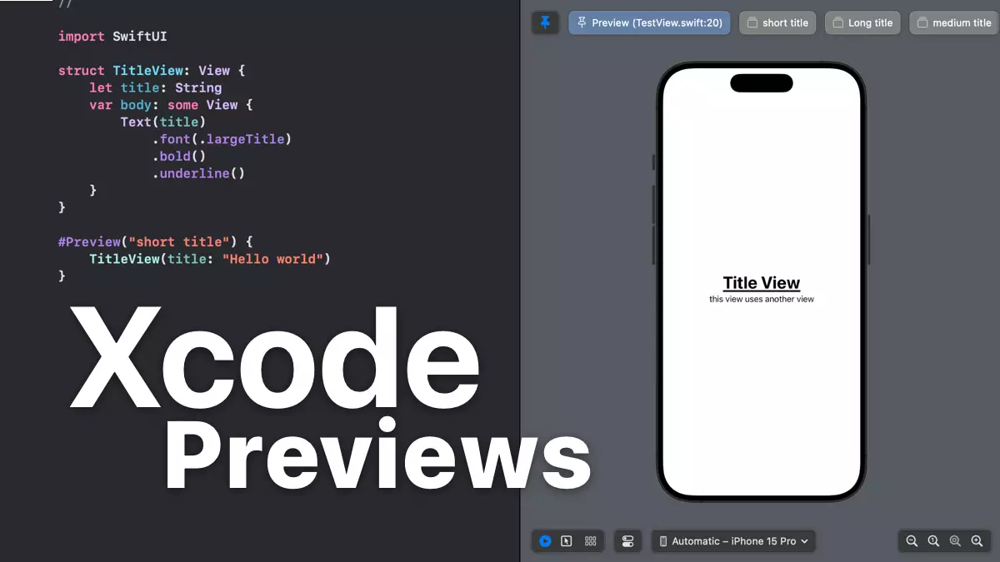 //
import SwiftUI
struct TitleView: View {
let title: String
var body: some View {
Text(title)
.font(.largeTitle)
.bold()
.underline()
}
}
#Preview("short title") {
TitleView(title: "Hello world")
}
Xcode
Previews
Preview (TestView.swift:20)
short title
Long title
medium title
Title View
this view uses another view
Automatic – iPhone 15 Pro